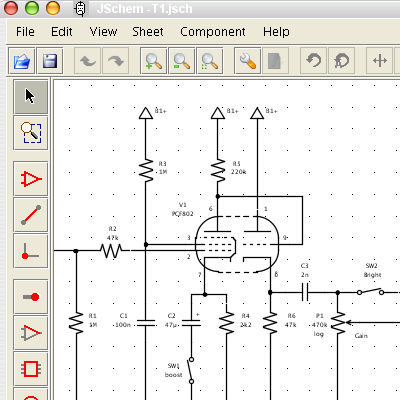 JSchem -T1.jsch
File Edit View Sheet Component Help
B1+ B1+ B1+
R3
1M
R5
220k
V1
PCF802
6 1
R2
47k
3 9
2
7 8
C3
2n
SW2
Bright
R1
1M
C1
100n
C2
47µ
+
R4
2k2
R6
47k
P1
470k
log
Gain
SW1
boost